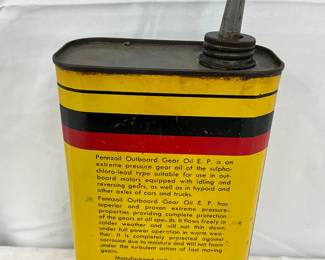 Pennzoil Outboard Gear Oil E. P. is an
extreme pressure gear oil of the sulpho-
chloro-lead type suitable for use in out-
board motors equipped with idling and
reversing gears, as well as in hypoid and
other axles of cars and trucks.
Pennzoil Outboard Gear Oil E. P. has
superior and proven extreme pressure-
properties providing complete protection
of the gears at all speeds. It flows freely in
colder weather and will not thin down
under full power operation in warm wea-
ther. It is completely protected against
corrosion due to moisture and will not foam
under the turbulent action of fast moving
gears.
Manufactured